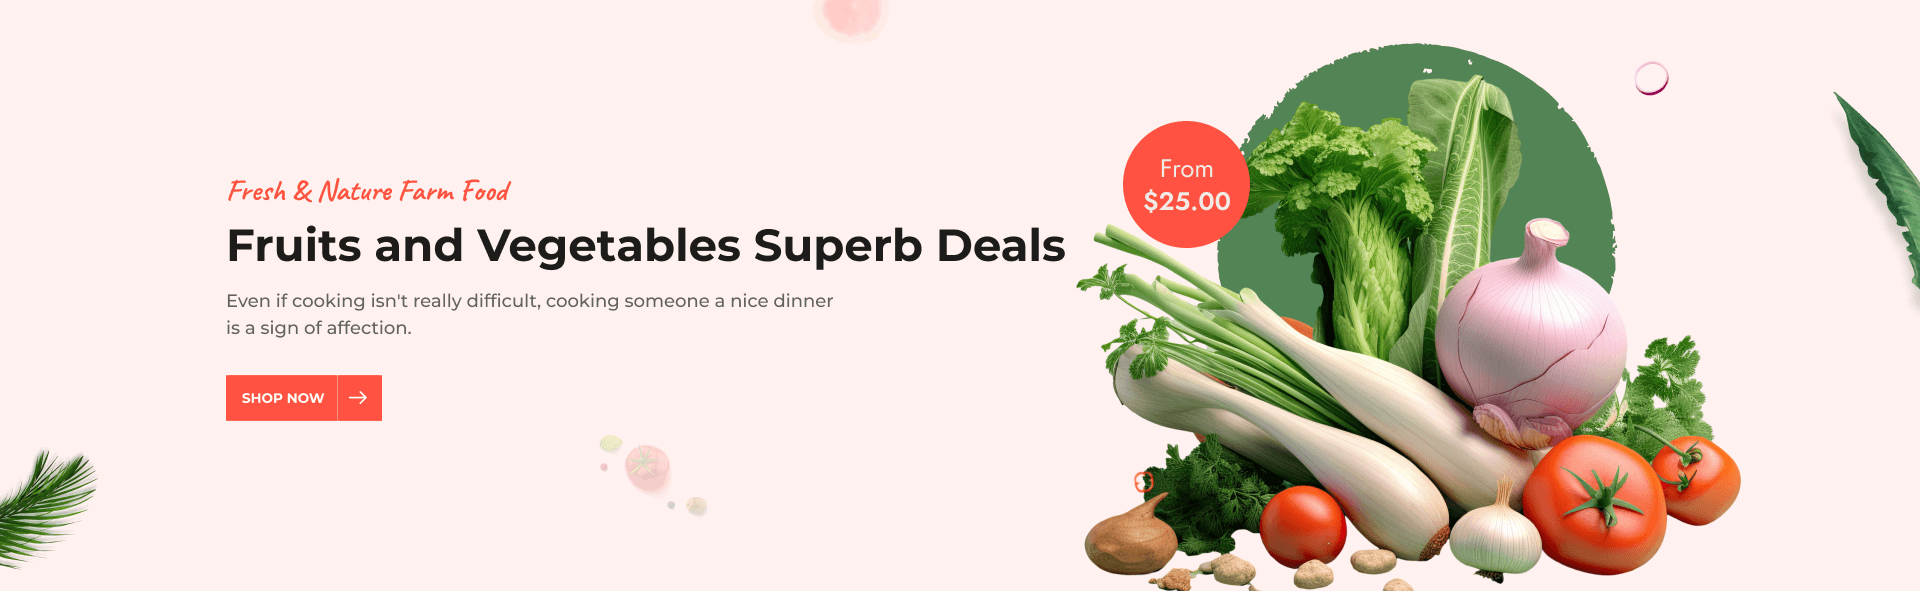 Fresh & Nature Farm Food
Fruits and Vegetables Superb Deals
Even if cooking isn't really difficult, cooking someone a nice dinner
is a sign of affection.
SHOP NOW
From
$25.00